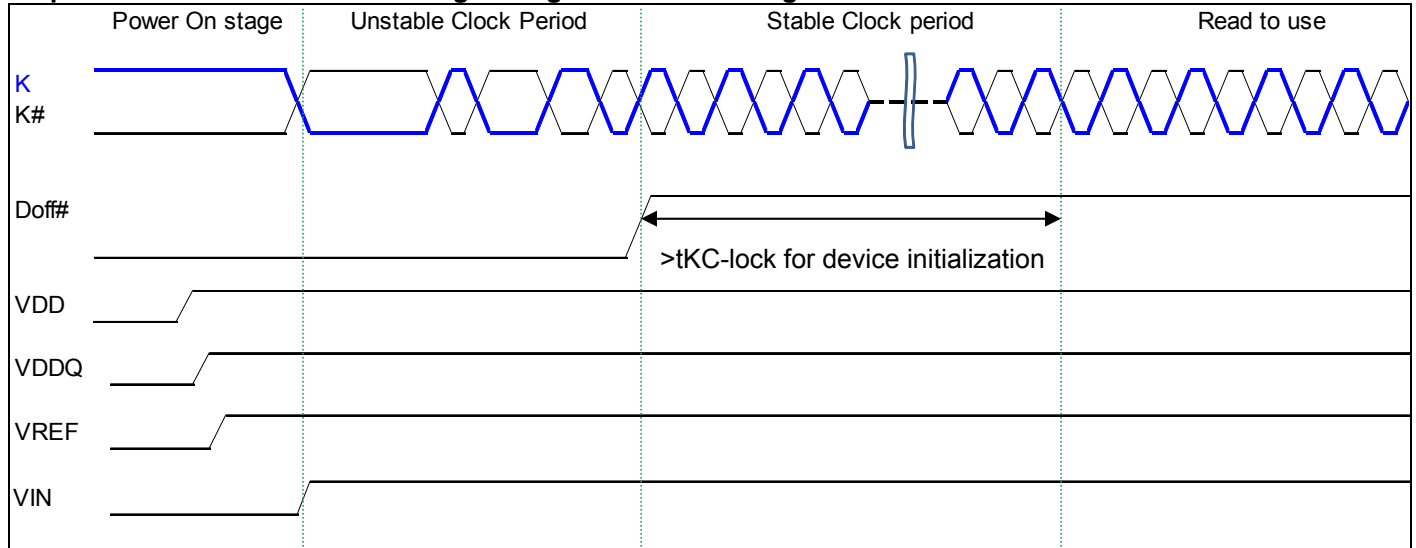 Power On stage Unstable Clock Period Stable Clock period Read to use
K
K#
Doff#
>tKC-lock for device initialization
VDD
VDDQ
VREF
VIN